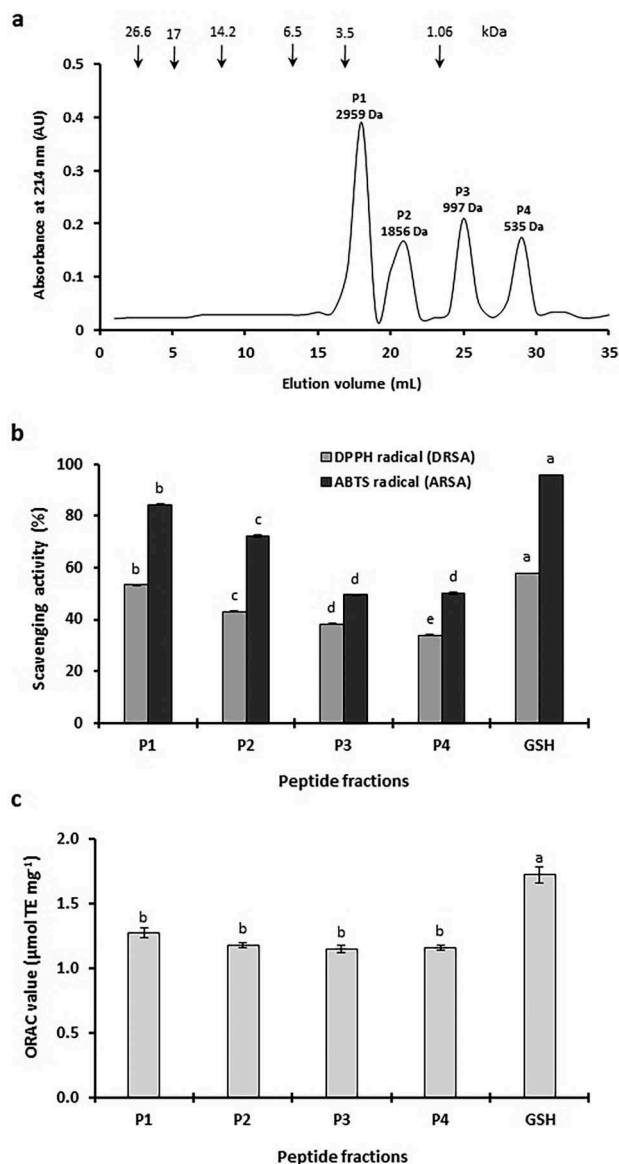 a
26.6 17 14.2 6.5 3.5 1.06 kDa
0.5
0.4
0.3
0.2
0.1
0
Absorbance at 214 nm (AU)
P1
2959 Da
P2
1856 Da
P3
997 Da
P4
535 Da
0 5 10 15 20 25 30 35
Elution volume (mL)
b
DPPH radical (DRSA)
ABTS radical (ARSA)
100
80
60
40
20
0
Scavenging activity (%)
b b c c d d e d a a
P1 P2 P3 P4 GSH
Peptide fractions
c
2.0
1.5
1.0
0.5
0.0
ORAC value (μmol TE mg⁻¹)
b b b b a
P1 P2 P3 P4 GSH
Peptide fractions